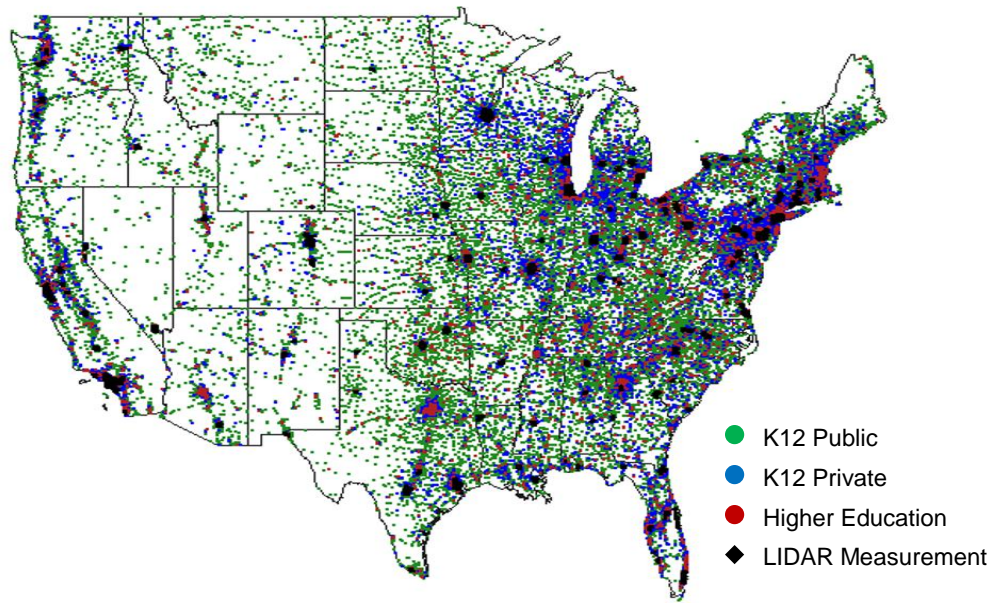 K12 Public
K12 Private
Higher Education
LIDAR Measurement